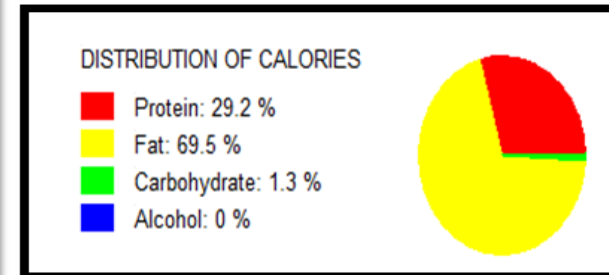 DISTRIBUTION OF CALORIES
Protein: 29.2 %
Fat: 69.5 %
Carbohydrate: 1.3 %
Alcohol: 0 %